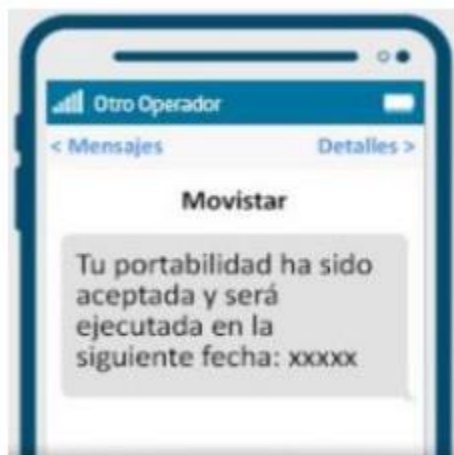 Otro Operador
< Mensajes Detalles >
Movistar
Tu portabilidad ha sido
aceptada y será
ejecutada en la
siguiente fecha: xxxxx